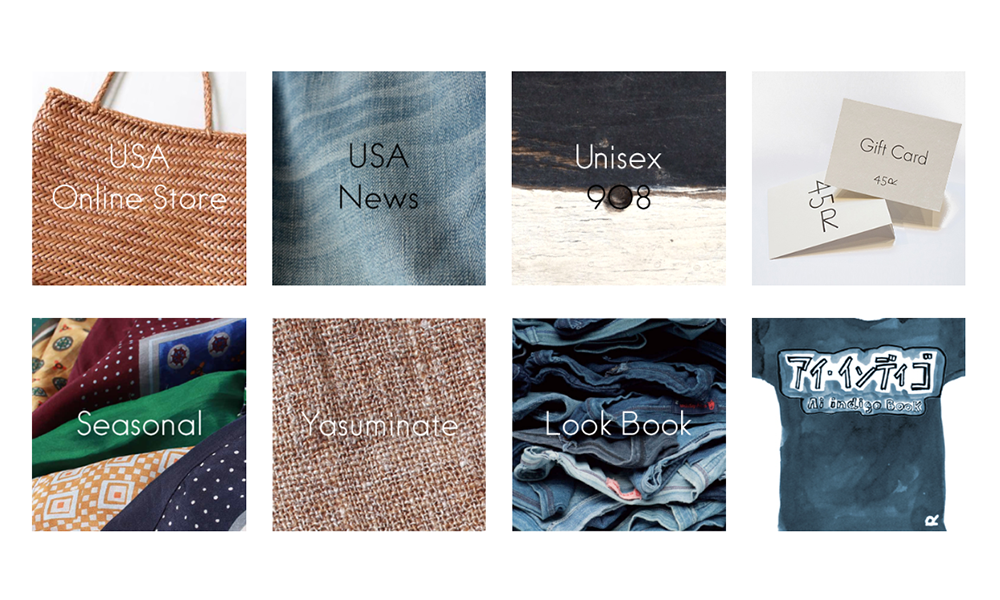 USA
Online Store
USA
News
Unisex
908
Gift Card
45R
45R
Seasonal
Yasuminate
Look Book
アイ・インディゴ
Ai indigo Book
R